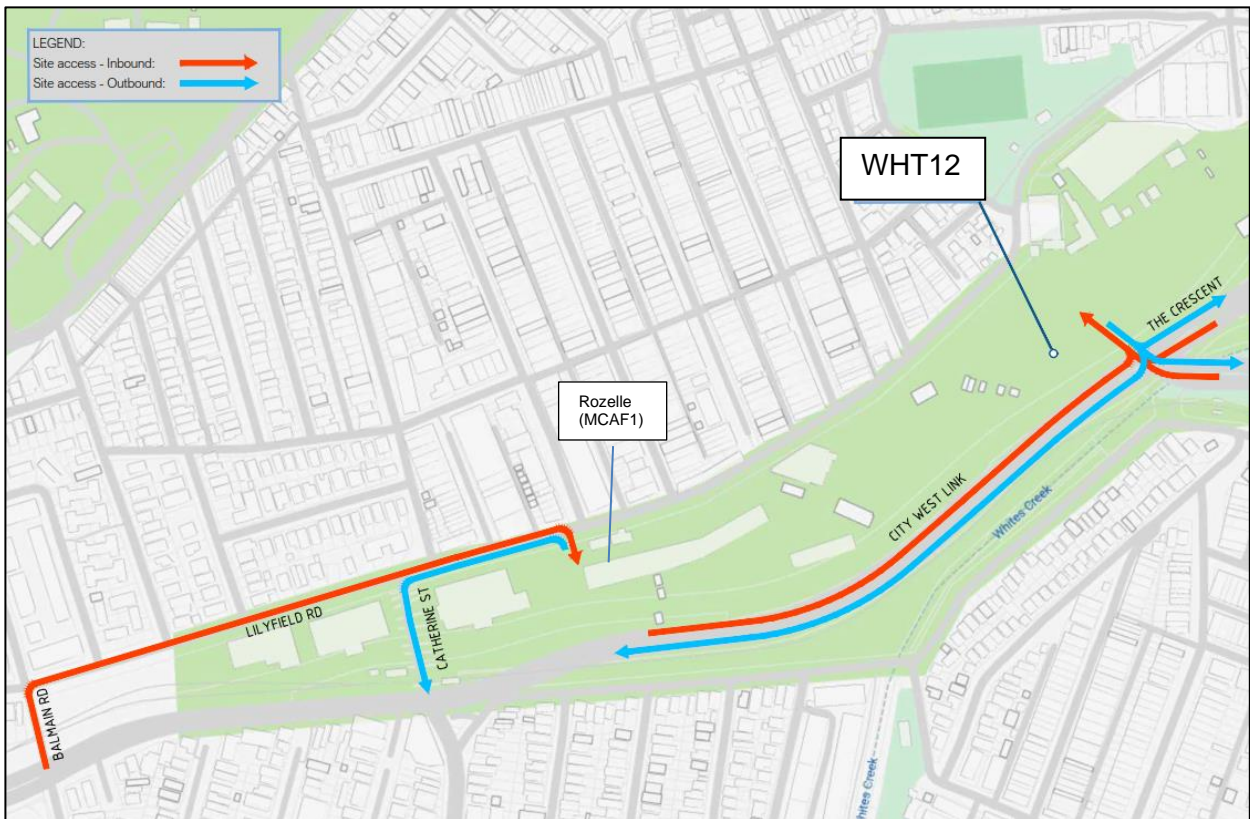 LEGEND:
Site access - Inbound:
Site access - Outbound:
WHT12
THE CRESCENT
Rozelle
(MCAF1)
CITY WEST LINK
Whites Creek
LILYFIELD RD
CATHERINE ST
BALMAIN RD
hites Creek